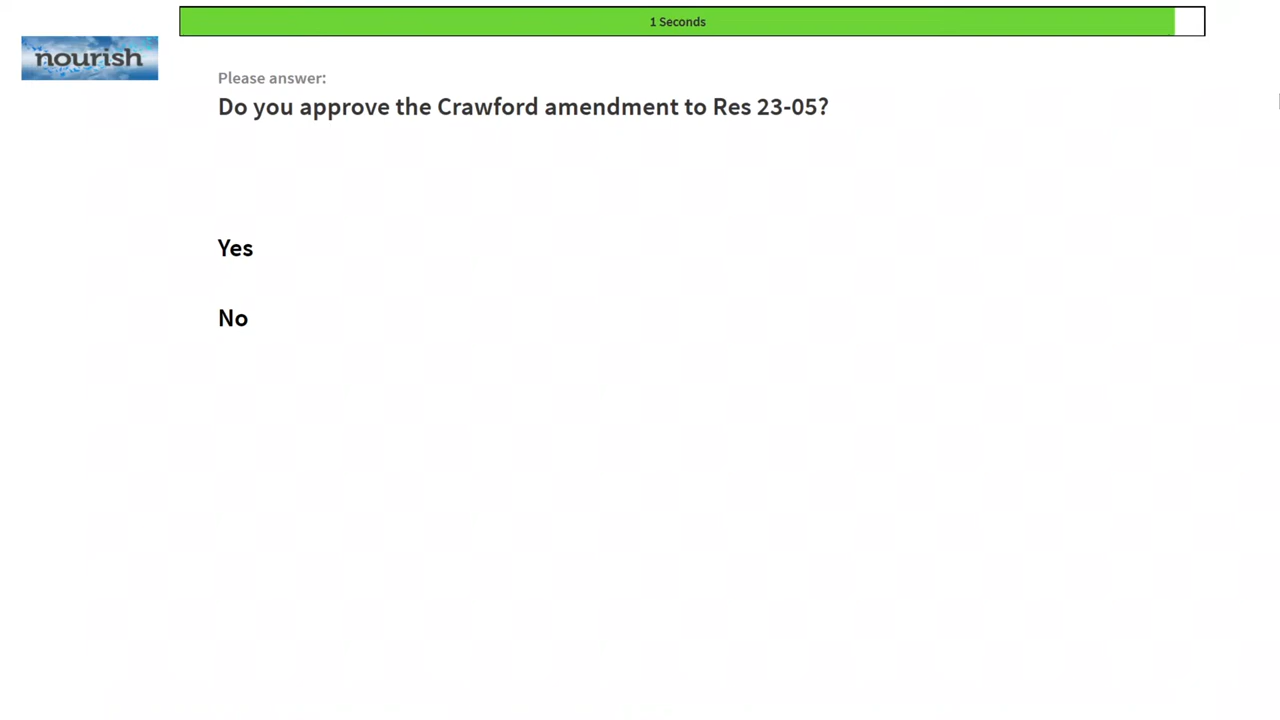 1 Seconds
nourish
Please answer:
Do you approve the Crawford amendment to Res 23-05?
Yes
No